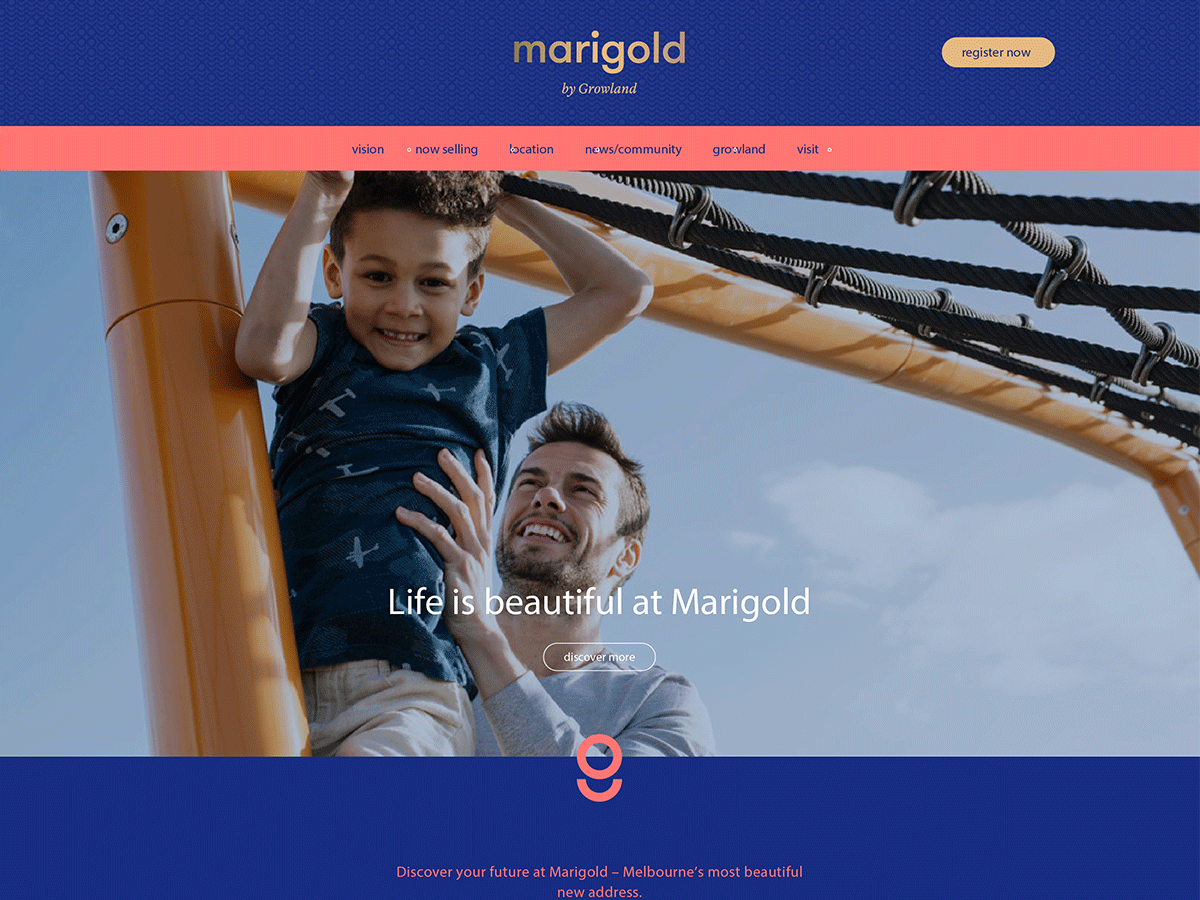 marigold
by Growland
register now
vision now selling location news/community growland visit
Life is beautiful at Marigold
discover more
g
Discover your future at Marigold – Melbourne’s most beautiful
new address.